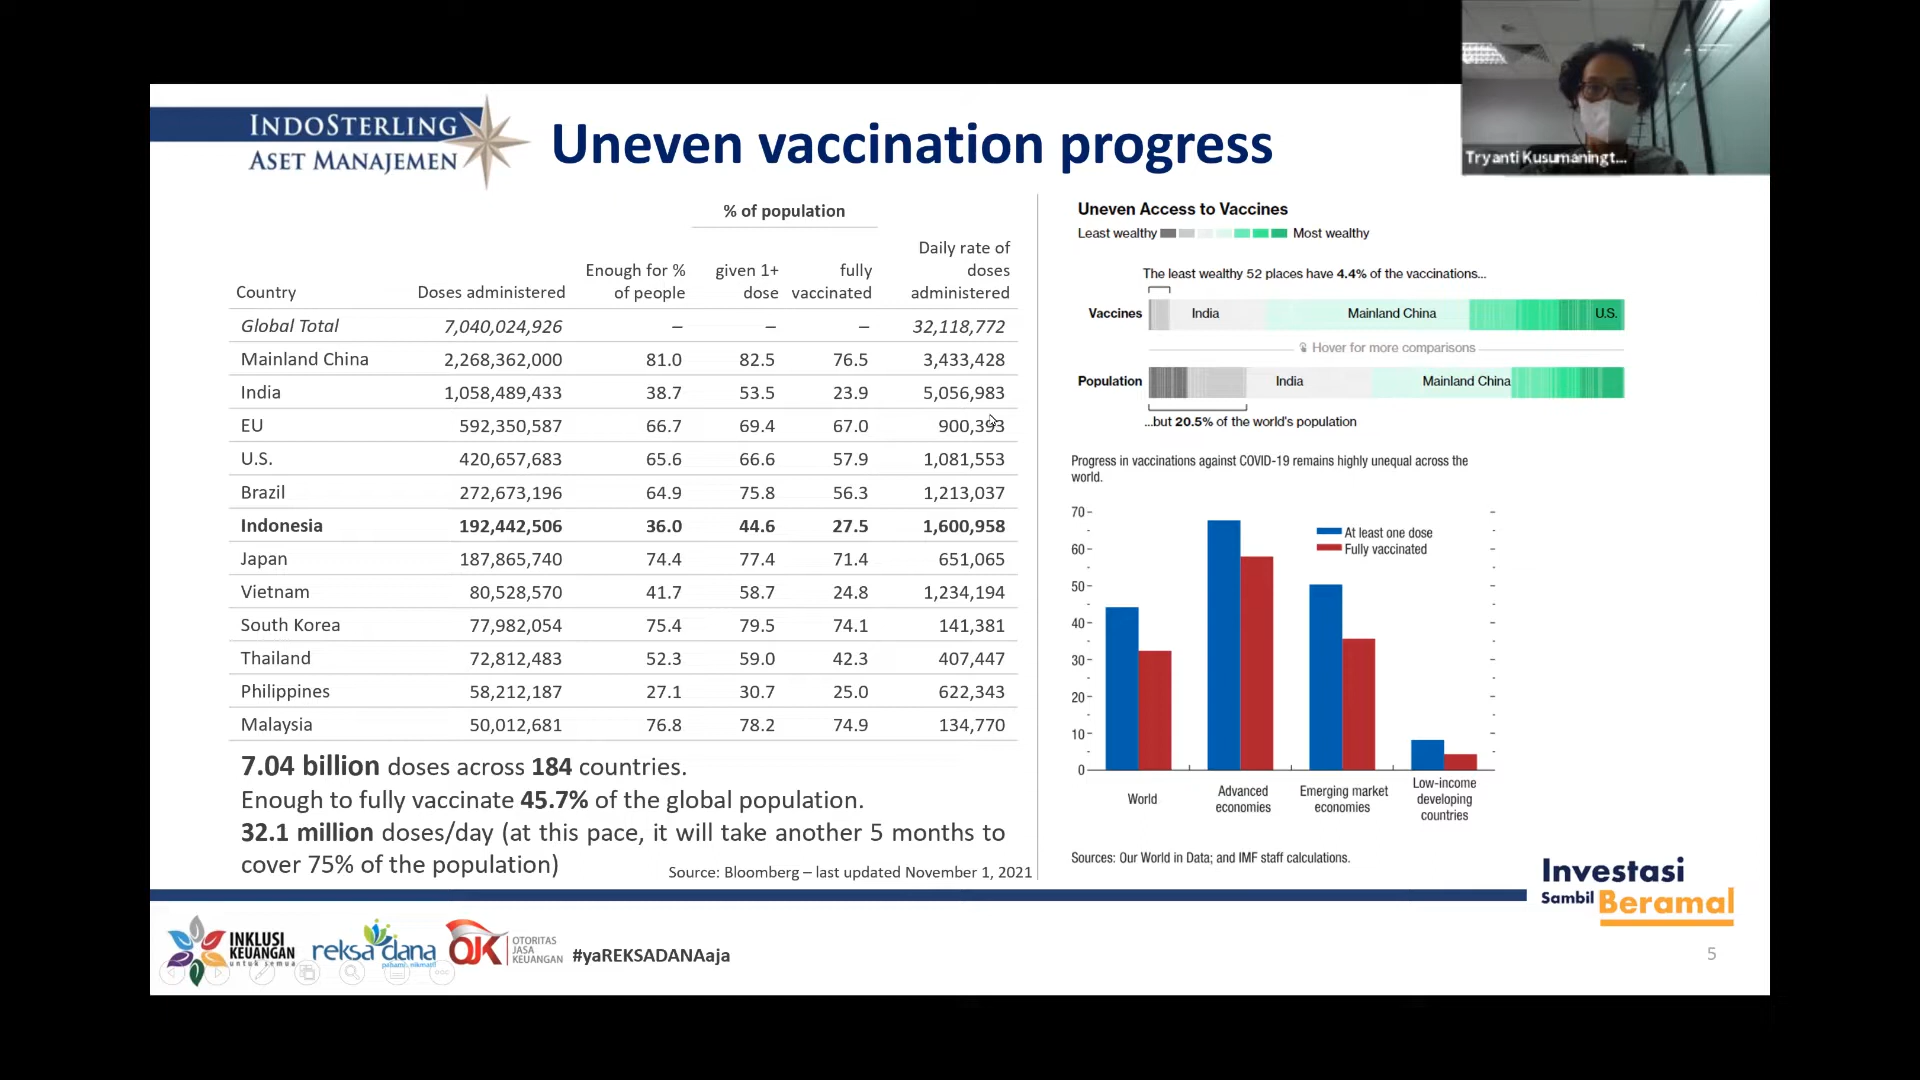 Tryanti Kusumaningt...
INDOSTERLING
ASET MANAJEMEN
Uneven vaccination progress
% of population
Country Doses administered Enough for % of people given 1+ dose fully vaccinated Daily rate of doses administered
Global Total 7,040,024,926 – – – 32,118,772
Mainland China 2,268,362,000 81.0 82.5 76.5 3,433,428
India 1,058,489,433 38.7 53.5 23.9 5,056,983
EU 592,350,587 66.7 69.4 67.0 900,393
U.S. 420,657,683 65.6 66.6 57.9 1,081,553
Brazil 272,673,196 64.9 75.8 56.3 1,213,037
Indonesia 192,442,506 36.0 44.6 27.5 1,600,958
Japan 187,865,740 74.4 77.4 71.4 651,065
Vietnam 80,528,570 41.7 58.7 24.8 1,234,194
South Korea 77,982,054 75.4 79.5 74.1 141,381
Thailand 72,812,483 52.3 59.0 42.3 407,447
Philippines 58,212,187 27.1 30.7 25.0 622,343
Malaysia 50,012,681 76.8 78.2 74.9 134,770
7.04 billion doses across 184 countries.
Enough to fully vaccinate 45.7% of the global population.
32.1 million doses/day (at this pace, it will take another 5 months to
cover 75% of the population)
Source: Bloomberg – last updated November 1, 2021
Uneven Access to Vaccines
Least wealthy Most wealthy
The least wealthy 52 places have 4.4% of the vaccinations...
Vaccines India Mainland China U.S.
Hover for more comparisons
Population India Mainland China
...but 20.5% of the world's population
Progress in vaccinations against COVID-19 remains highly unequal across the
world.
70
60
50
40
30
20
10
0
At least one dose
Fully vaccinated
World
Advanced
economies
Emerging market
economies
Low-income
developing
countries
Sources: Our World in Data; and IMF staff calculations.
Investasi
Sambil Beramal
INKLUSI
KEUANGAN
untuk semua
reksa dana
pahami, nikmati
OJK
OTORITAS
JASA
KEUANGAN
#yaREKSADANAaja
5